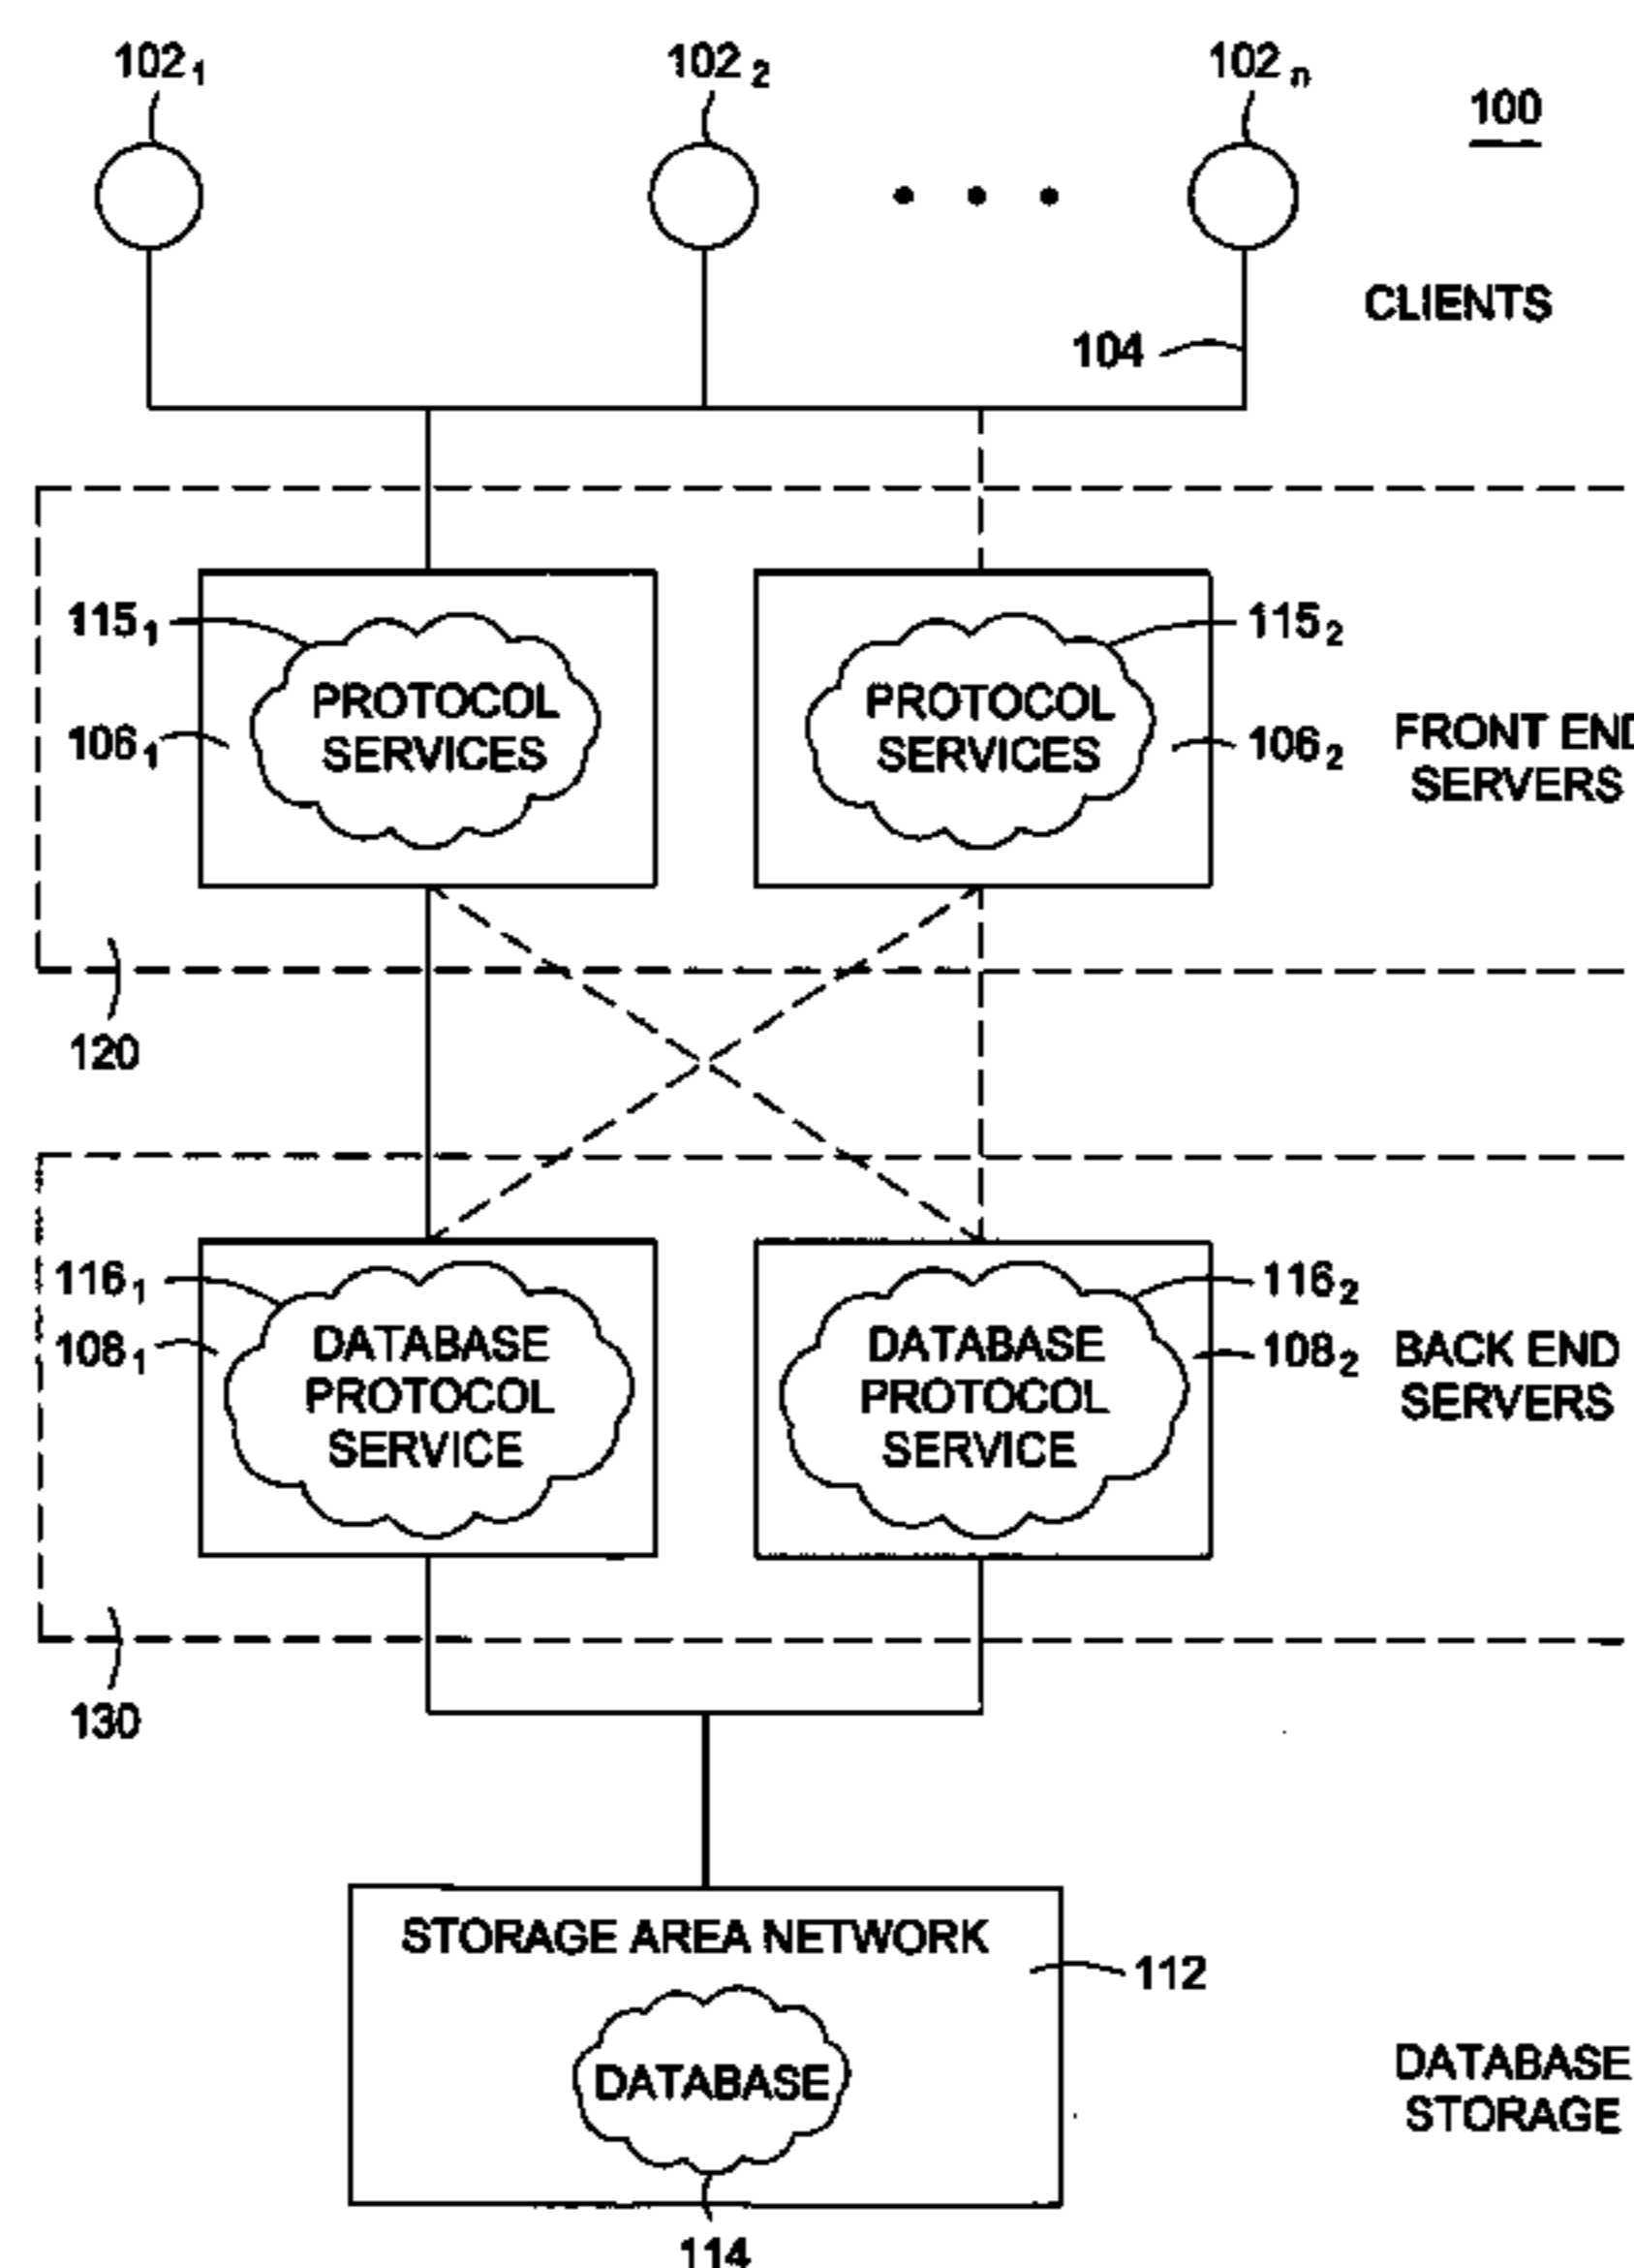 102₁ 102₂ 102ₙ
100
CLIENTS
104
115₁ 115₂
PROTOCOL PROTOCOL
SERVICES SERVICES
106₁ 106₂
FRONT END
SERVERS
120
116₁ 116₂
108₁ 108₂
DATABASE DATABASE
PROTOCOL PROTOCOL
SERVICE SERVICE
BACK END
SERVERS
130
STORAGE AREA NETWORK
112
DATABASE
DATABASE
STORAGE
114